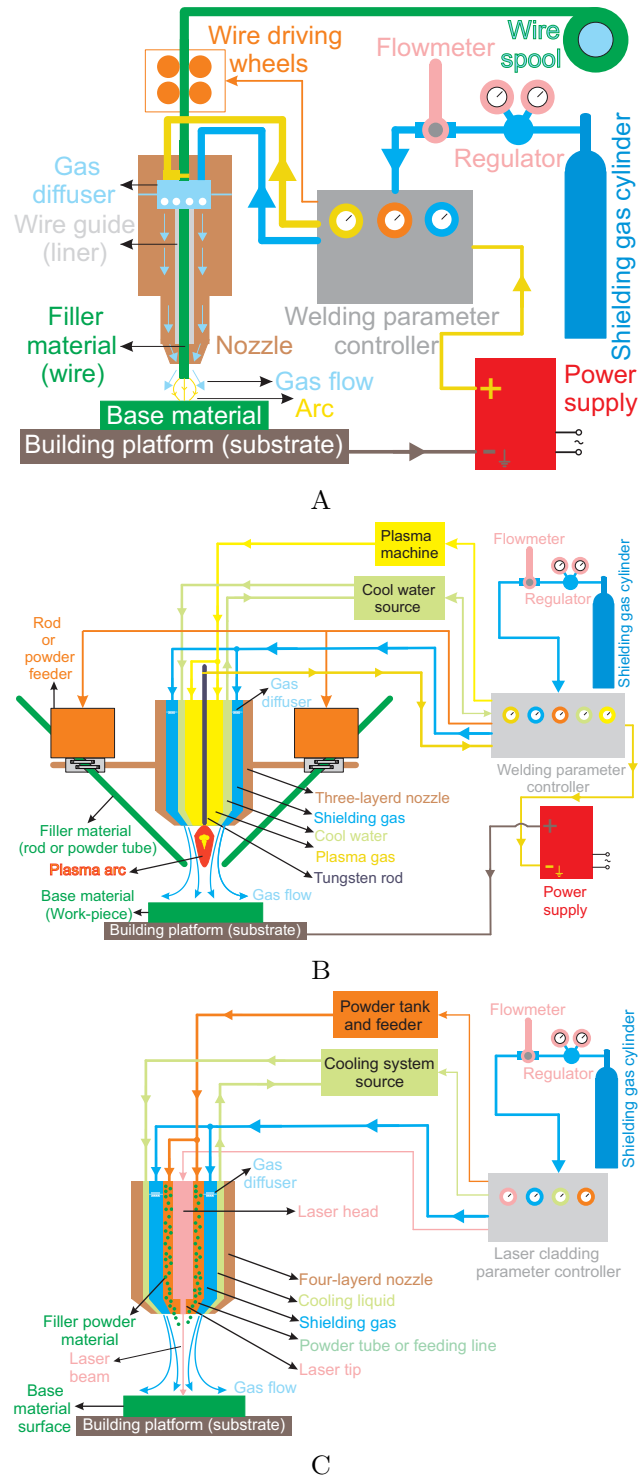 Wire driving
wheels
Flowmeter
Wire
spool
Regulator
Gas
diffuser
Wire guide
(liner)
Shielding gas cylinder
Welding parameter
controller
Filler
material
(wire)
Nozzle
Gas flow
Arc
Power
supply
+
-
~
Base material
Building platform (substrate)
A
Plasma
machine
Cool water
source
Flowmeter
Regulator
Shielding gas cylinder
Rod
or
powder
feeder
Gas
diffuser
Welding parameter
controller
Three-layerd nozzle
Shielding gas
Cool water
Plasma gas
Tungsten rod
Filler material
(rod or powder tube)
Plasma arc
+
-
~
Power
supply
Base material
(Work-piece)
Gas flow
Building platform (substrate)
B
Powder tank
and feeder
Cooling system
source
Flowmeter
Regulator
Shielding gas cylinder
Gas
diffuser
Laser head
Laser cladding
parameter controller
Four-layerd nozzle
Cooling liquid
Shielding gas
Powder tube or feeding line
Laser tip
Filler powder
material
Laser
beam
Gas flow
Base
material
surface
Building platform (substrate)
C